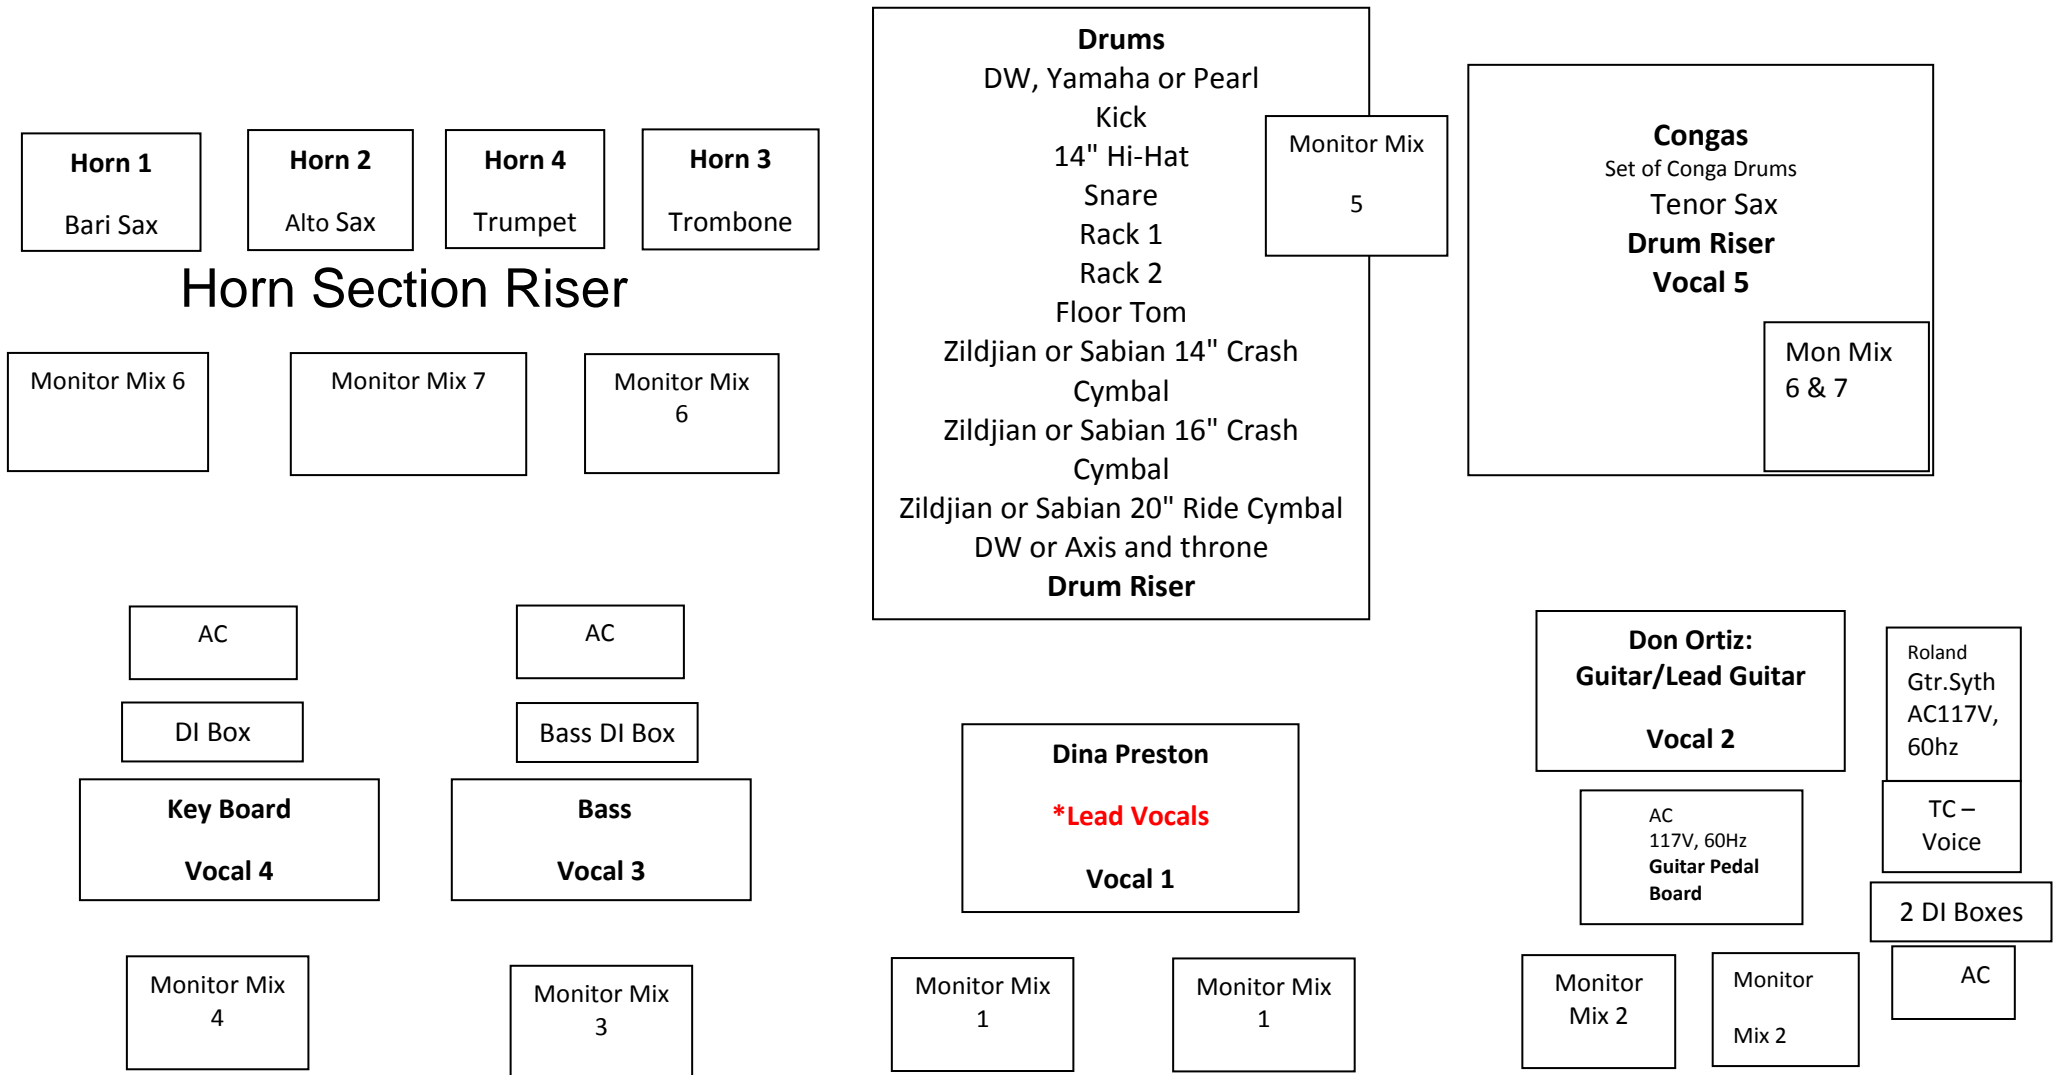 Drums
DW, Yamaha or Pearl
Kick
14" Hi-Hat
Snare
Rack 1
Rack 2
Floor Tom
Zildjian or Sabian 14" Crash
Cymbal
Zildjian or Sabian 16" Crash
Cymbal
Zildjian or Sabian 20" Ride Cymbal
DW or Axis and throne
Drum Riser
Monitor Mix
5
Congas
Set of Conga Drums
Tenor Sax
Drum Riser
Vocal 5
Mon Mix
6 & 7
Horn 1
Bari Sax
Horn 2
Alto Sax
Horn 4
Trumpet
Horn 3
Trombone
Horn Section Riser
Monitor Mix 6
Monitor Mix 7
Monitor Mix
6
AC
DI Box
Key Board
Vocal 4
Monitor Mix
4
AC
Bass DI Box
Bass
Vocal 3
Monitor Mix
3
Dina Preston
*Lead Vocals
Vocal 1
Monitor Mix
1
Monitor Mix
1
Don Ortiz:
Guitar/Lead Guitar
Vocal 2
AC
117V, 60Hz
Guitar Pedal
Board
Monitor
Mix 2
Monitor
Mix 2
Roland
Gtr.Syth
AC117V,
60hz
TC –
Voice
2 DI Boxes
AC